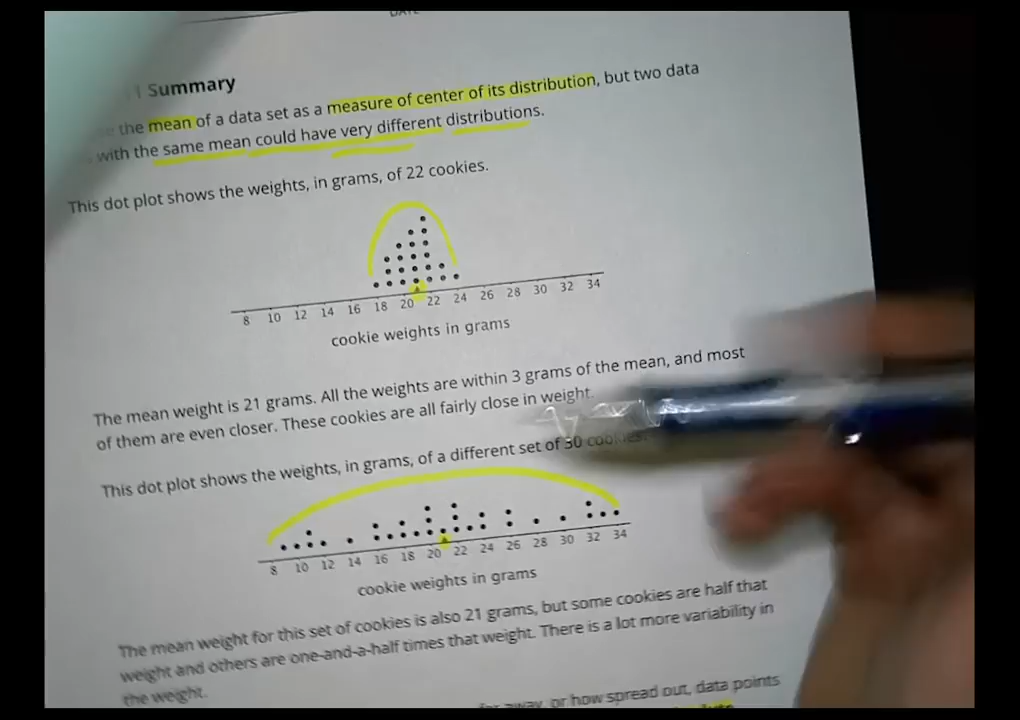 Summary
the mean of a data set as a measure of center of its distribution, but two data
with the same mean could have very different distributions.
This dot plot shows the weights, in grams, of 22 cookies.
8 10 12 14 16 18 20 22 24 26 28 30 32 34
cookie weights in grams
The mean weight is 21 grams. All the weights are within 3 grams of the mean, and most
of them are even closer. These cookies are all fairly close in weight.
This dot plot shows the weights, in grams, of a different set of 30 cookies.
8 10 12 14 16 18 20 22 24 26 28 30 32 34
cookie weights in grams
The mean weight for this set of cookies is also 21 grams, but some cookies are half that
weight and others are one-and-a-half times that weight. There is a lot more variability in
the weight.
away, or how spread out, data points